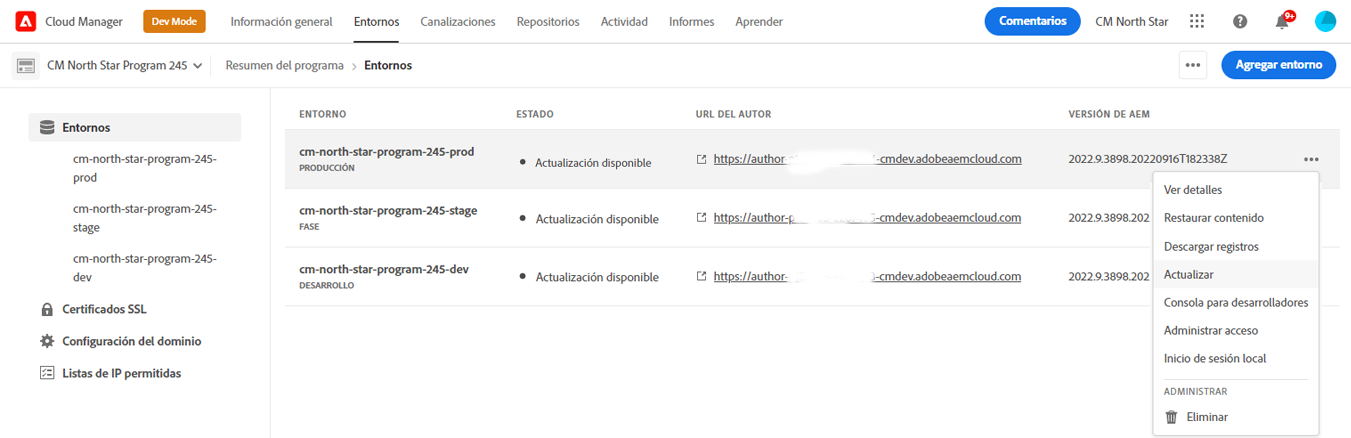 Cloud Manager Dev Mode Información general Entornos Canalizaciones Repositorios Actividad Informes Aprender Comentarios CM North Star 9+
CM North Star Program 245 Resumen del programa > Entornos ••• Agregar entorno
Entornos
cm-north-star-program-245-
prod
cm-north-star-program-245-
stage
cm-north-star-program-245-
dev
Certificados SSL
Configuración del dominio
Listas de IP permitidas
ENTORNO ESTADO URL DEL AUTOR VERSIÓN DE AEM
cm-north-star-program-245-prod
PRODUCCIÓN
Actualización disponible https://author- -cmdev.adobeaemcloud.com 2022.9.3898.20220916T182338Z •••
cm-north-star-program-245-stage
FASE
Actualización disponible https://author-p -cmdev.adobeaemcloud.com 2022.9.3898.202
cm-north-star-program-245-dev
DESARROLLO
Actualización disponible https://author- -cmdev.adobeaemcloud.com 2022.9.3898.202
Ver detalles
Restaurar contenido
Descargar registros
Actualizar
Consola para desarrolladores
Administrar acceso
Inicio de sesión local
ADMINISTRAR
Eliminar